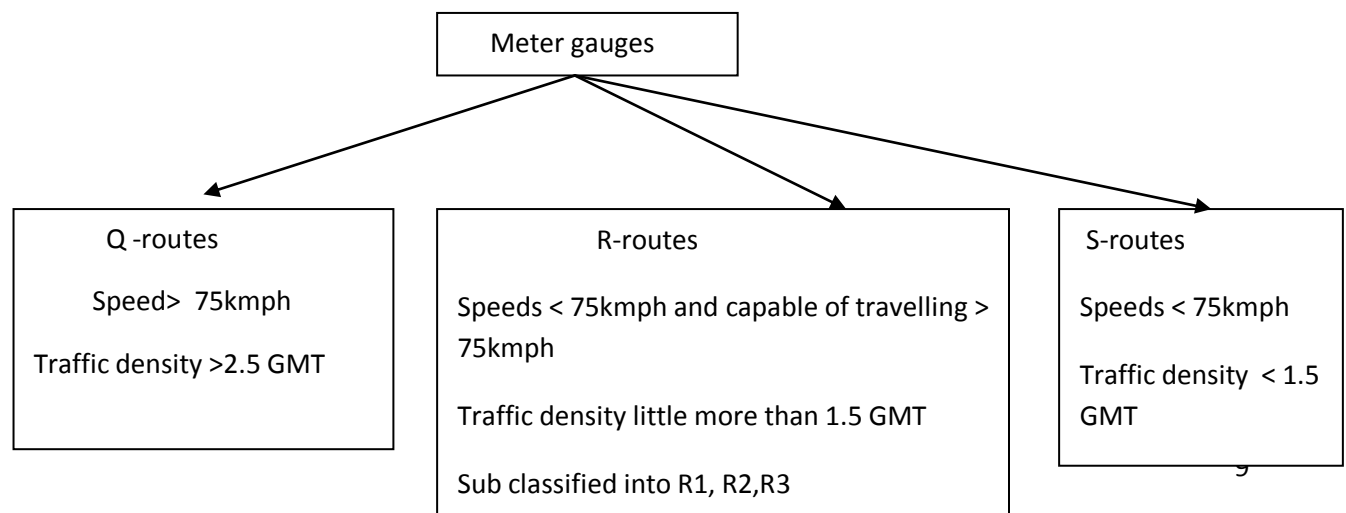 Meter gauges
Q -routes
Speed> 75kmph
Traffic density >2.5 GMT
R-routes
Speeds < 75kmph and capable of travelling >
75kmph
Traffic density little more than 1.5 GMT
Sub classified into R1, R2,R3
S-routes
Speeds < 75kmph
Traffic density < 1.5
GMT
9